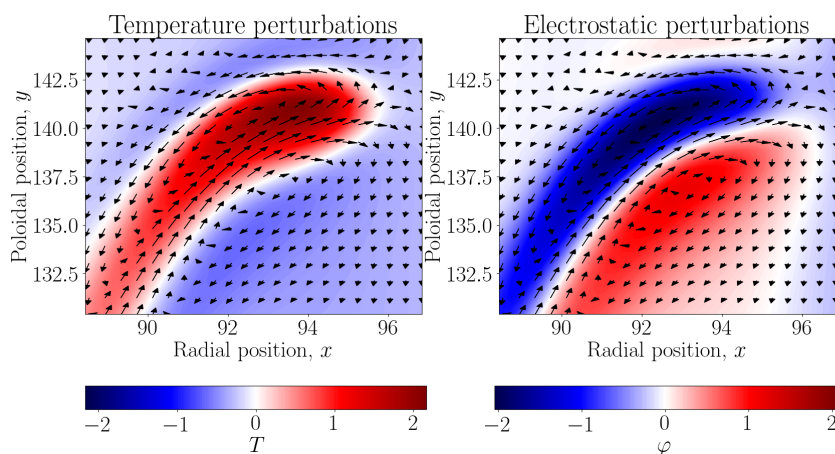 Temperature perturbations
Electrostatic perturbations
Poloidal position, y
142.5
140.0
137.5
135.0
132.5
90 92 94 96
Radial position, x
Poloidal position, y
142.5
140.0
137.5
135.0
132.5
90 92 94 96
Radial position, x
−2 −1 0 1 2
T
−2 −1 0 1 2
φ